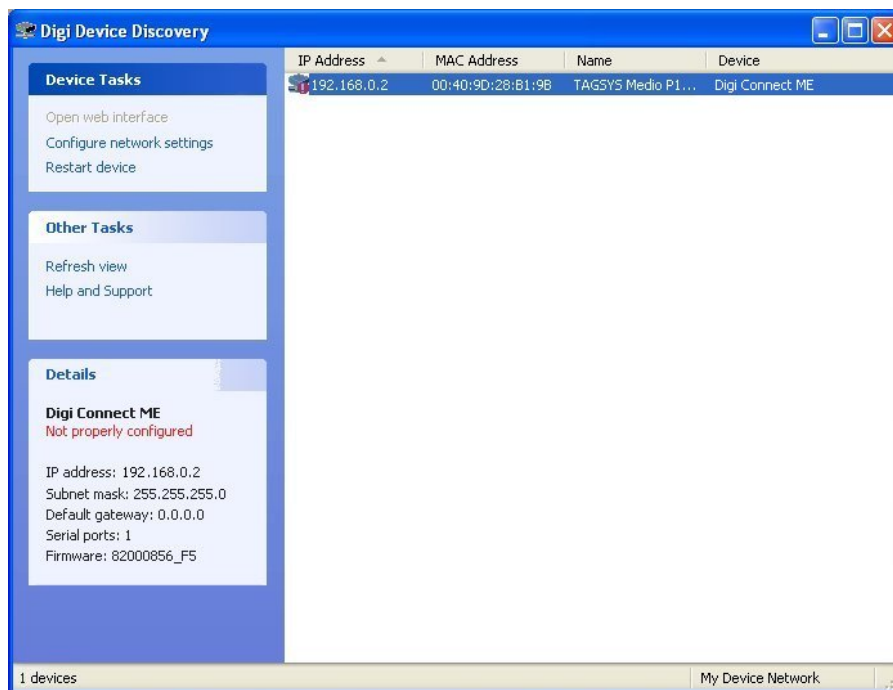 Digi Device Discovery
Device Tasks
Open web interface
Configure network settings
Restart device
Other Tasks
Refresh view
Help and Support
Details
Digi Connect ME
Not properly configured
IP address: 192.168.0.2
Subnet mask: 255.255.255.0
Default gateway: 0.0.0.0
Serial ports: 1
Firmware: 82000856_F5
IP Address MAC Address Name Device
192.168.0.2 00:40:9D:28:B1:9B TAGSYS Medio P1... Digi Connect ME
1 devices My Device Network